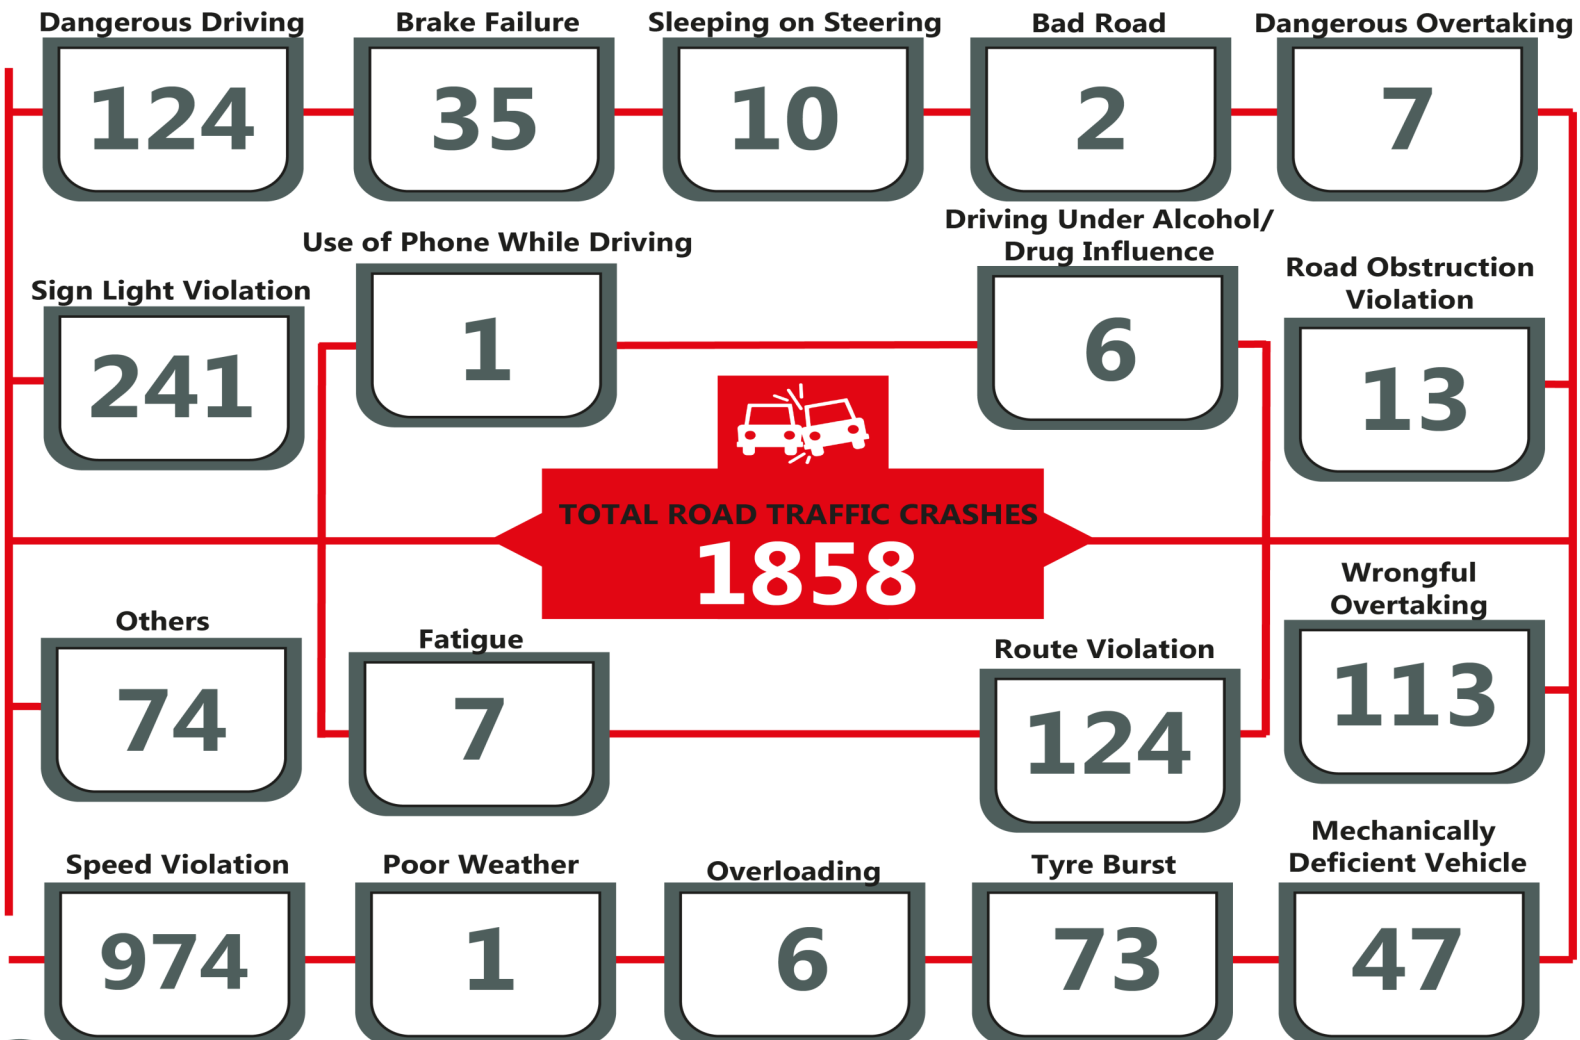 Dangerous Driving
124
Brake Failure
35
Sleeping on Steering
10
Bad Road
2
Dangerous Overtaking
7
Sign Light Violation
241
Use of Phone While Driving
1
Driving Under Alcohol/
Drug Influence
6
Road Obstruction
Violation
13
TOTAL ROAD TRAFFIC CRASHES
1858
Others
74
Fatigue
7
Route Violation
124
Wrongful
Overtaking
113
Speed Violation
974
Poor Weather
1
Overloading
6
Tyre Burst
73
Mechanically
Deficient Vehicle
47